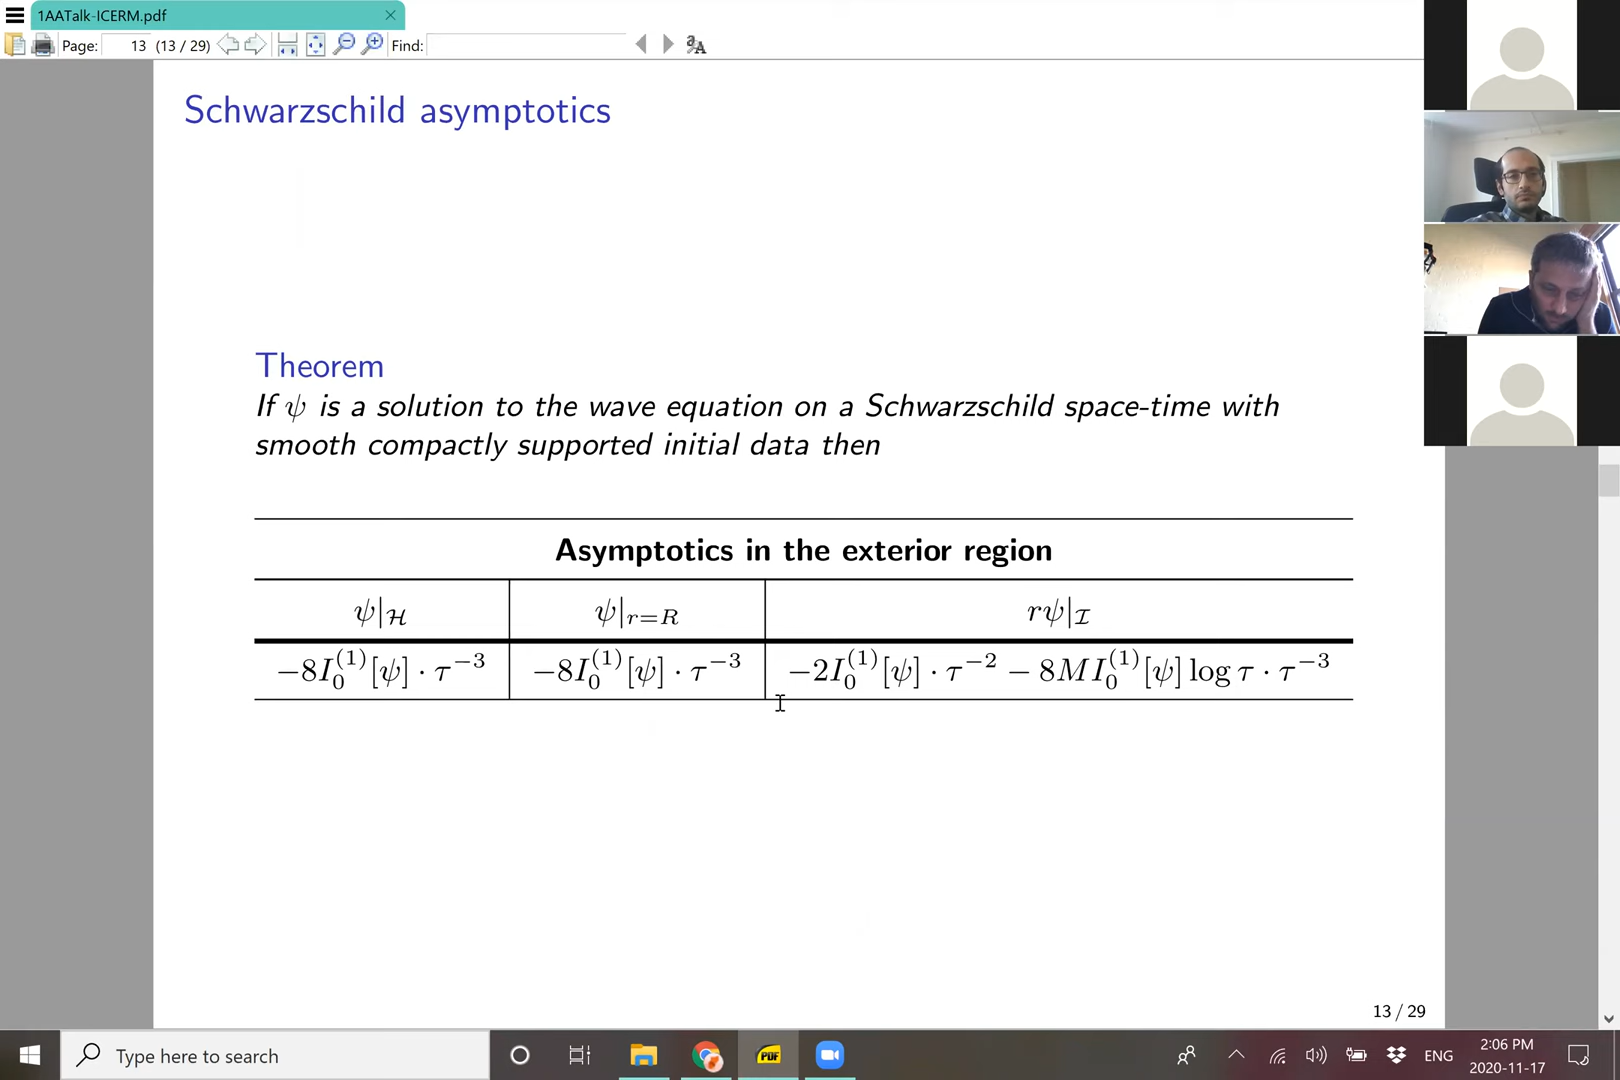 1AATalk-ICERM.pdf
Page: 13 (13 / 29) Find:
Schwarzschild asymptotics
Theorem
If ψ is a solution to the wave equation on a Schwarzschild space-time with
smooth compactly supported initial data then
Asymptotics in the exterior region
ψ|_{\mathcal{H}} ψ|_{r=R} rψ|_{\mathcal{I}}
−8I_0^{(1)}[ψ] · τ^{−3} −8I_0^{(1)}[ψ] · τ^{−3} −2I_0^{(1)}[ψ] · τ^{−2} − 8MI_0^{(1)}[ψ] log τ · τ^{−3}
13 / 29
Type here to search
PDF
ENG
2:06 PM
2020-11-17